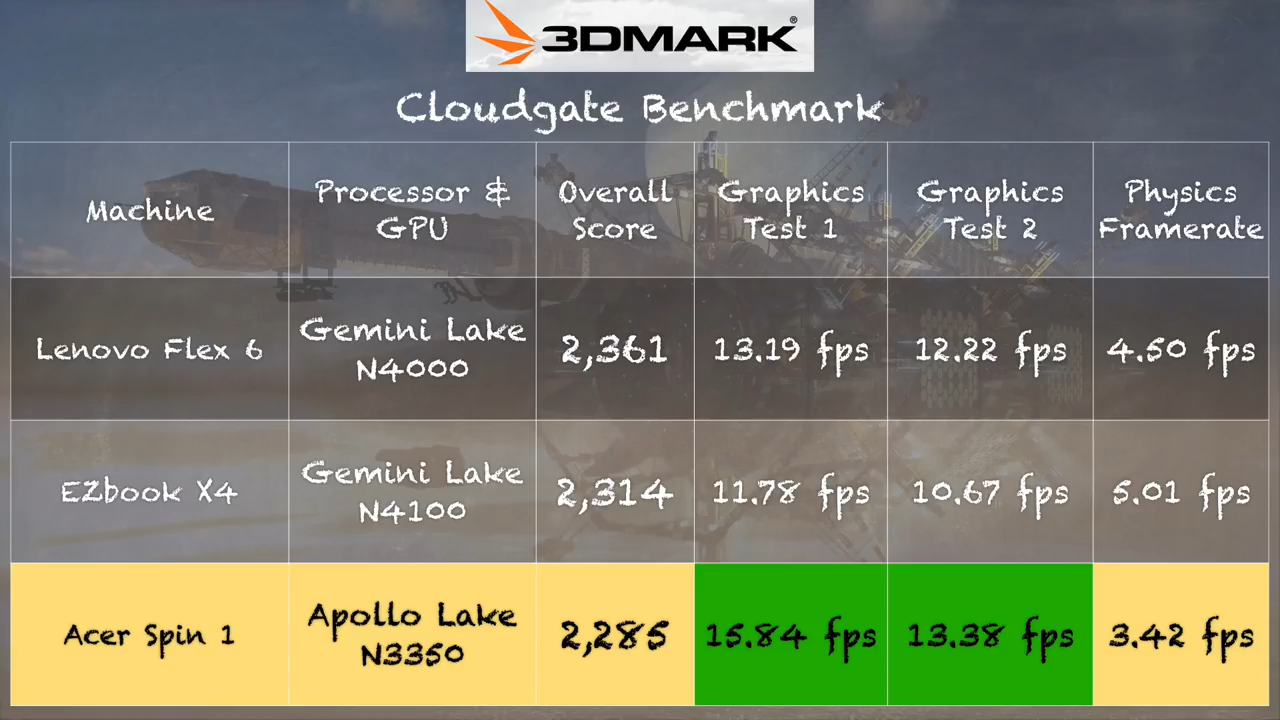 3DMARK®
Cloudgate Benchmark
Machine
Processor &
GPU
Overall
Score
Graphics
Test 1
Graphics
Test 2
Physics
Framerate
Lenovo Flex 6
Gemini Lake
N4000
2,361
13.19 fps
12.22 fps
4.50 fps
EZbook X4
Gemini Lake
N4100
2,314
11.78 fps
10.67 fps
5.01 fps
Acer Spin 1
Apollo Lake
N3350
2,285
15.84 fps
13.38 fps
3.42 fps